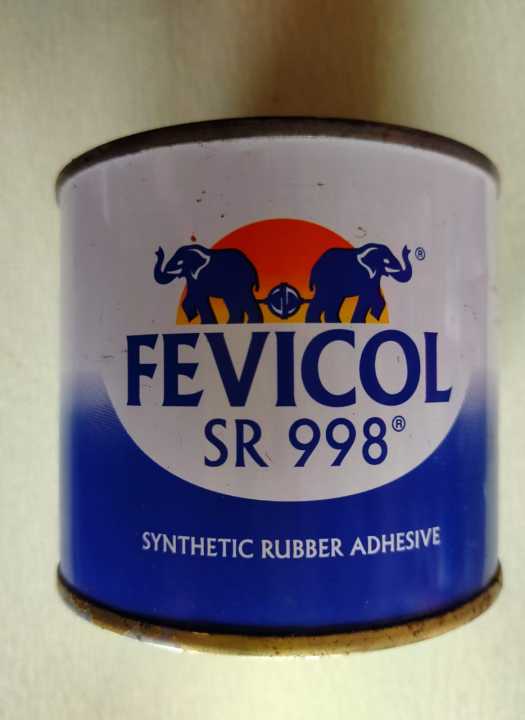 FEVICOL
SR 998®
SYNTHETIC RUBBER ADHESIVE